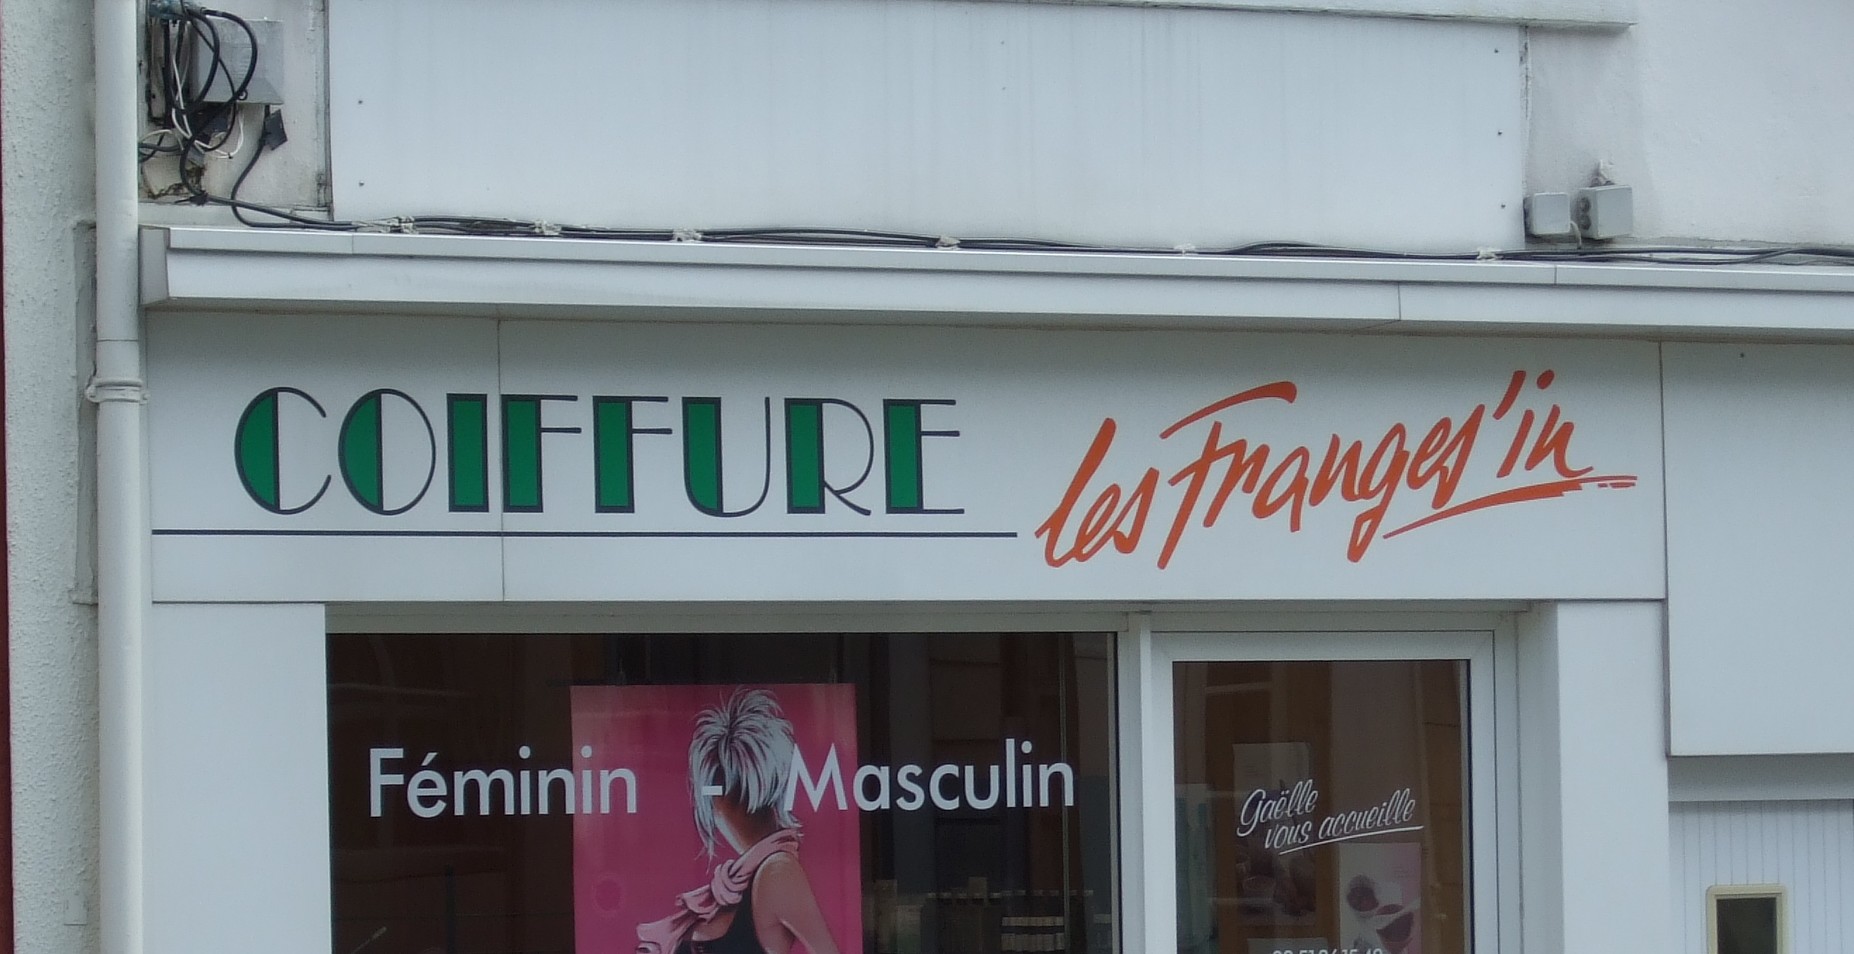 COIFFURE
les Franges'in
Féminin - Masculin
Gaëlle
vous accueille